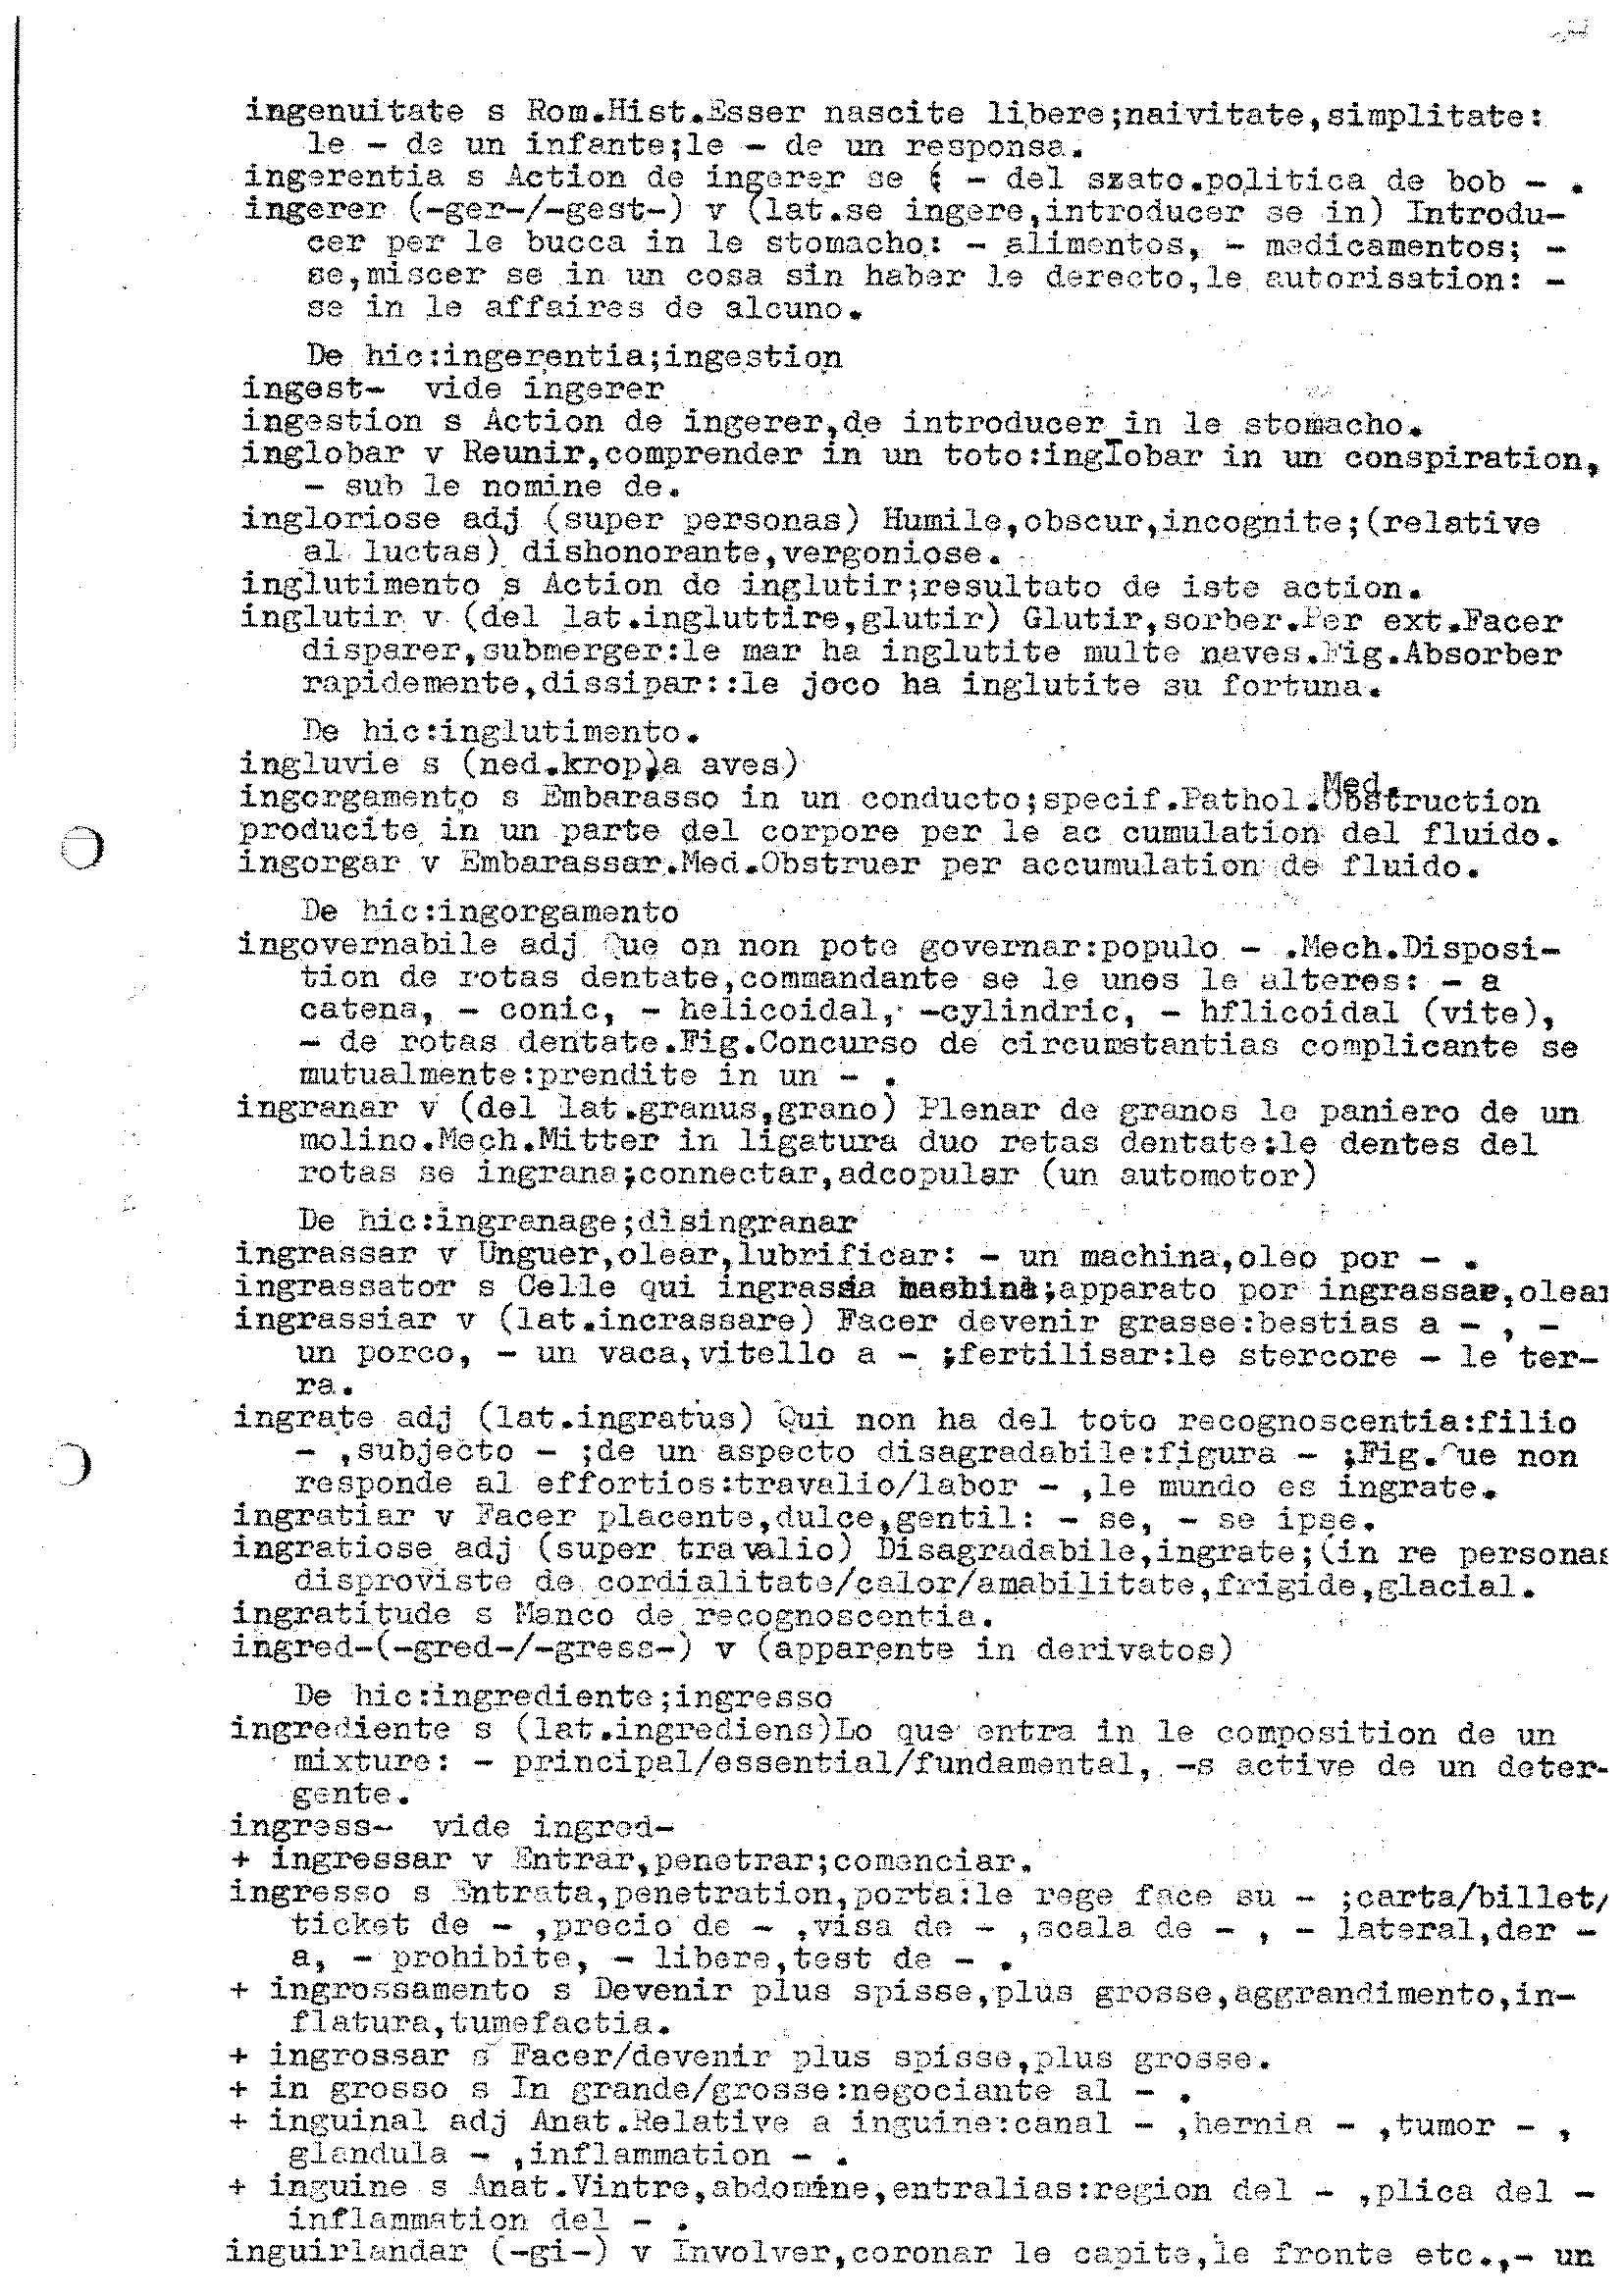 ingenuitate s Rom.Hist.Esser nascite libere;naivitate,simplitate:
le - de un infante;le - de un responsa.
ingerentia s Action de ingerer se ( - del szato.politica de bob - .
ingerer (-ger-/-gest-) v (lat.se ingere,introducer se in) Introdu-
cer per le bucca in le stomacho: - alimentos, - medicamentos; -
se,miscer se in un cosa sin haber le derecto,le autorisation: -
se in le affaires de alcuno.
De hic:ingerentia;ingestion
ingest- vide ingerer
ingestion s Action de ingerer,de introducer in le stomacho.
inglobar v Reunir,comprender in un toto:inglobar in un conspiration,
- sub le nomine de.
ingloriose adj (super personas) Humile,obscur,incognite;(relative
al luctas) dishonorante,vergoniose.
inglutimento s Action de inglutir;resultato de iste action.
inglutir v (del lat.ingluttire,glutir) Glutir,sorber.Per ext.Facer
disparer,submerger:le mar ha inglutite multe naves.Fig.Absorber
rapidemente,dissipar::le joco ha inglutite su fortuna.
De hic:inglutimento.
ingluvie s (ned.krop,a aves)
ingorgamento s Embarasso in un conducto;specif.Pathol.Med.Obstruction
producite in un parte del corpore per le ac cumulation del fluido.
ingorgar v Embarassar.Med.Obstruer per accumulation de fluido.
De hic:ingorgamento
ingovernabile adj Que on non pote governar:populo - .Mech.Disposi-
tion de rotas dentate,commandante se le unes le alteres: - a
catena, - conic, - helicoidal, -cylindric, - hflicoidal (vite),
- de rotas dentate.Fig.Concurso de circumstantias complicante se
mutualmente:prendite in un - .
ingranar v (del lat.granus,grano) Plenar de granos le paniero de un
molino.Mech.Mitter in ligatura duo retas dentate:le dentes del
rotas se ingrana;connectar,adcopular (un automotor)
De hic:ingranage;disingranar
ingrassar v Unguer,olear,lubrificar: - un machina,oleo por - .
ingrassator s Celle qui ingrassa machina;apparato por ingrassar,olear
ingrassiar v (lat.incrassare) Facer devenir grasse:bestias a - , -
un porco, - un vaca,vitello a - ;fertilisar:le stercore - le ter-
ra.
ingrate adj (lat.ingratus) Qui non ha del toto recognoscentia:filio
- ,subjecto - ;de un aspecto disagradabile:figura - ;Fig.Que non
responde al effortios:travalio/labor - ,le mundo es ingrate.
ingratiar v Facer placente,dulce,gentil: - se, - se ipse.
ingratiose adj (super travalio) Disagradabile,ingrate;(in re personas
disproviste de cordialitate/calor/amabilitate,frigide,glacial.
ingratitude s Manco de recognoscentia.
ingred-(-gred-/-gress-) v (apparente in derivatos)
De hic:ingrediente;ingresso
ingrediente s (lat.ingrediens)Lo que entra in le composition de un
mixture: - principal/essential/fundamental, -s active de un deter-
gente.
ingress- vide ingred-
+ ingressar v Entrar,penetrar;comenciar.
ingresso s Entrata,penetration,porta:le rege face su - ;carta/billet/
ticket de - ,precio de - ,visa de - ,scala de - , - lateral,der -
a, - prohibite, - libere,test de - .
+ ingrossamento s Devenir plus spisse,plus grosse,aggrandimento,in-
flatura,tumefactia.
+ ingrossar s Facer/devenir plus spisse,plus grosse.
+ in grosso s In grande/grosse:negociante al - .
+ inguinal adj Anat.Relative a inguine:canal - ,hernia - ,tumor - ,
glandula - ,inflammation - .
+ inguine s Anat.Vintre,abdomine,entralias:region del - ,plica del -
inflammation del - .
inguirlandar (-gi-) v Involver,coronar le capite,le fronte etc.,- un